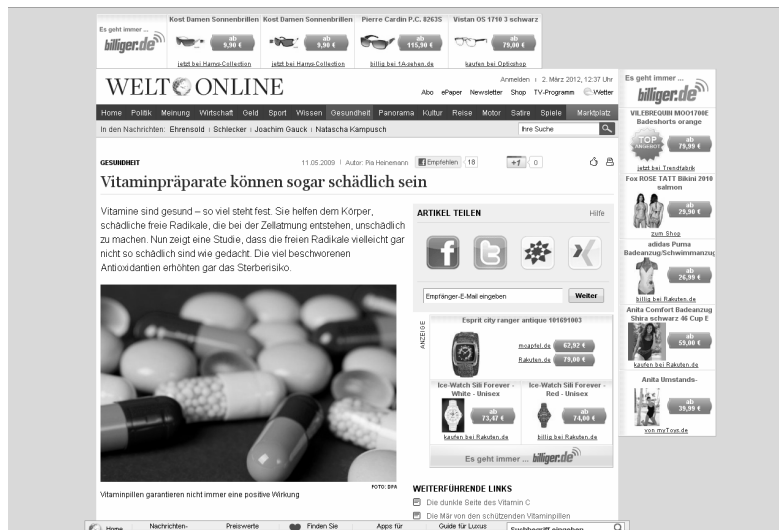 Es geht immer ...
billiger.de
Kost Damen Sonnenbrillen
ab
9,90 €
jetzt bei Harms-Collection
Kost Damen Sonnenbrillen
ab
9,90 €
jetzt bei Harms-Collection
Pierre Cardin P.C. 8263S
ab
115,90 €
billig bei 1A-sehen.de
Vistan OS 1710 3 schwarz
ab
79,00 €
kaufen bei Opticshop
WELT ONLINE
Anmelden | 2. März 2012, 12:37 Uhr
Abo ePaper Newsletter Shop TV-Programm Wetter
Home Politik Meinung Wirtschaft Geld Sport Wissen Gesundheit Panorama Kultur Reise Motor Satire Spiele Marktplatz
In den Nachrichten: Ehrensold | Schlecker | Joachim Gauck | Natascha Kampusch
Ihre Suche
GESUNDHEIT
11.05.2009 | Autor: Pia Heinemann
Empfehlen 18
+1 0
Vitaminpräparate können sogar schädlich sein
Vitamine sind gesund – so viel steht fest. Sie helfen dem Körper,
schädliche freie Radikale, die bei der Zellatmung entstehen, unschädlich
zu machen. Nun zeigt eine Studie, dass die freien Radikale vielleicht gar
nicht so schädlich sind wie gedacht. Die viel beschworenen
Antioxidantien erhöhten gar das Sterberisiko.
FOTO: DPA
Vitaminpillen garantieren nicht immer eine positive Wirkung
ARTIKEL TEILEN
Hilfe
Empfänger-E-Mail eingeben
Weiter
ANZEIGE
Esprit city ranger antique 101691003
moapfel.de 62,92 €
Rakuten.de 79,00 €
Ice-Watch Sili Forever -
White - Unisex
ab
73,47 €
kaufen bei Rakuten.de
Ice-Watch Sili Forever -
Red - Unisex
ab
74,00 €
billig bei Rakuten.de
Es geht immer ... billiger.de
WEITERFÜHRENDE LINKS
Die dunkle Seite des Vitamin C
Die Mär von den schützenden Vitaminpillen
Es geht immer ...
billiger.de
VILEBREQUIN MOO1700E
Badeshorts orange
TOP
ANGEBOT
ab
79,99 €
jetzt bei Trendfabrik
Fox ROSE TATT Bikini 2010
salmon
ab
29,90 €
zum Shop
adidas Puma
Badeanzug/Schwimmanzug
ab
26,99 €
billig bei Rakuten.de
Anita Comfort Badeanzug
Shira schwarz 46 Cup E
ab
59,00 €
kaufen bei Rakuten.de
Anita Umstands-
ab
39,99 €
von myToys.de
Home
Nachrichten-
Preiswerte
Finden Sie
Apps für
Guide für Luxus
Suchbegriff eingeben